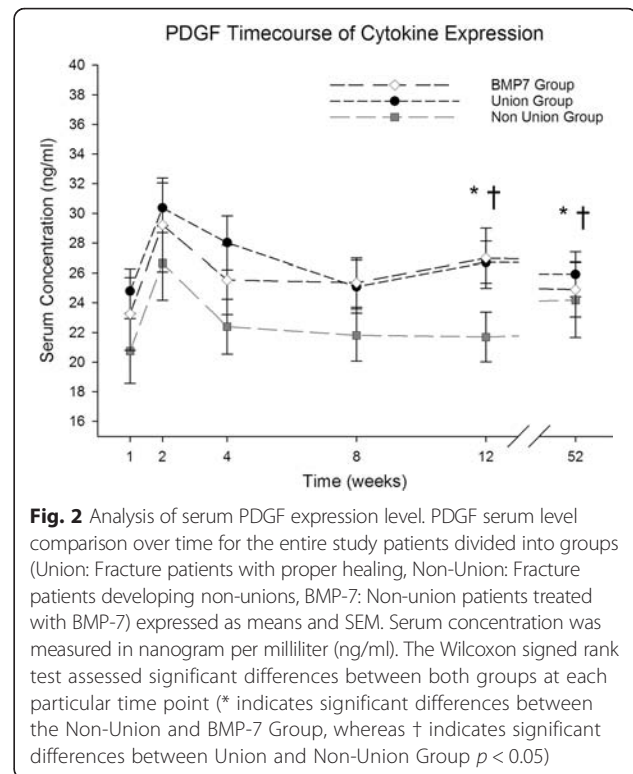 PDGF Timecourse of Cytokine Expression
40
38
36
34
32
30
28
26
24
22
20
18
16
Serum Concentration (ng/ml)
BMP7 Group
Union Group
Non Union Group
* †
* †
1 2 4 8 12 52
Time (weeks)
Fig. 2 Analysis of serum PDGF expression level. PDGF serum level
comparison over time for the entire study patients divided into groups
(Union: Fracture patients with proper healing, Non-Union: Fracture
patients developing non-unions, BMP-7: Non-union patients treated
with BMP-7) expressed as means and SEM. Serum concentration was
measured in nanogram per milliliter (ng/ml). The Wilcoxon signed rank
test assessed significant differences between both groups at each
particular time point (* indicates significant differences between
the Non-Union and BMP-7 Group, whereas † indicates significant
differences between Union and Non-Union Group p < 0.05)